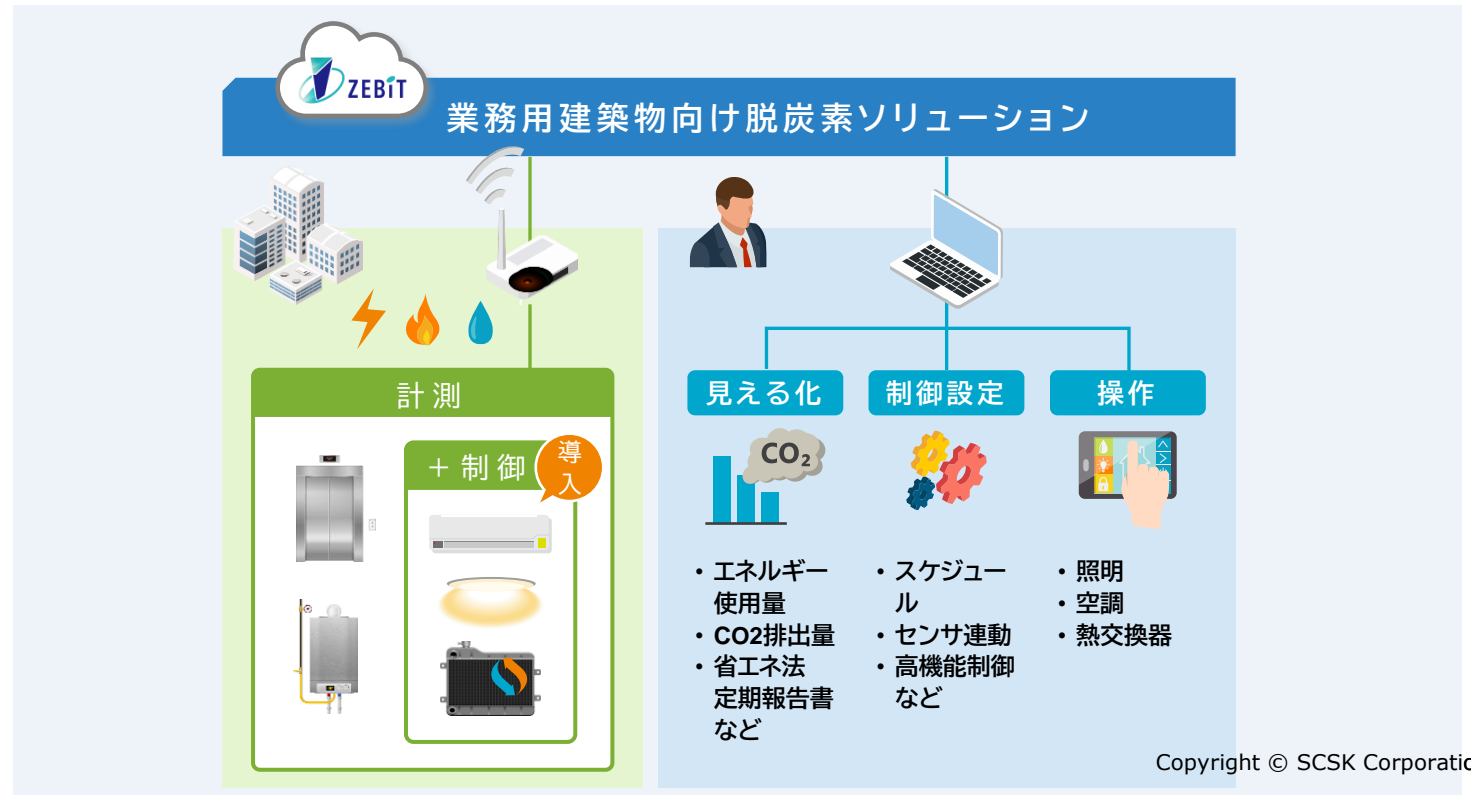 ZEBiT
業務用建築物向け脱炭素ソリューション
計測
＋制御
導
入
見える化
制御設定
操作
CO₂
・エネルギー
使用量
・CO2排出量
・省エネ法
定期報告書
など
・スケジュー
ル
・センサ連動
・高機能制御
など
・照明
・空調
・熱交換器
Copyright © SCSK Corporatio